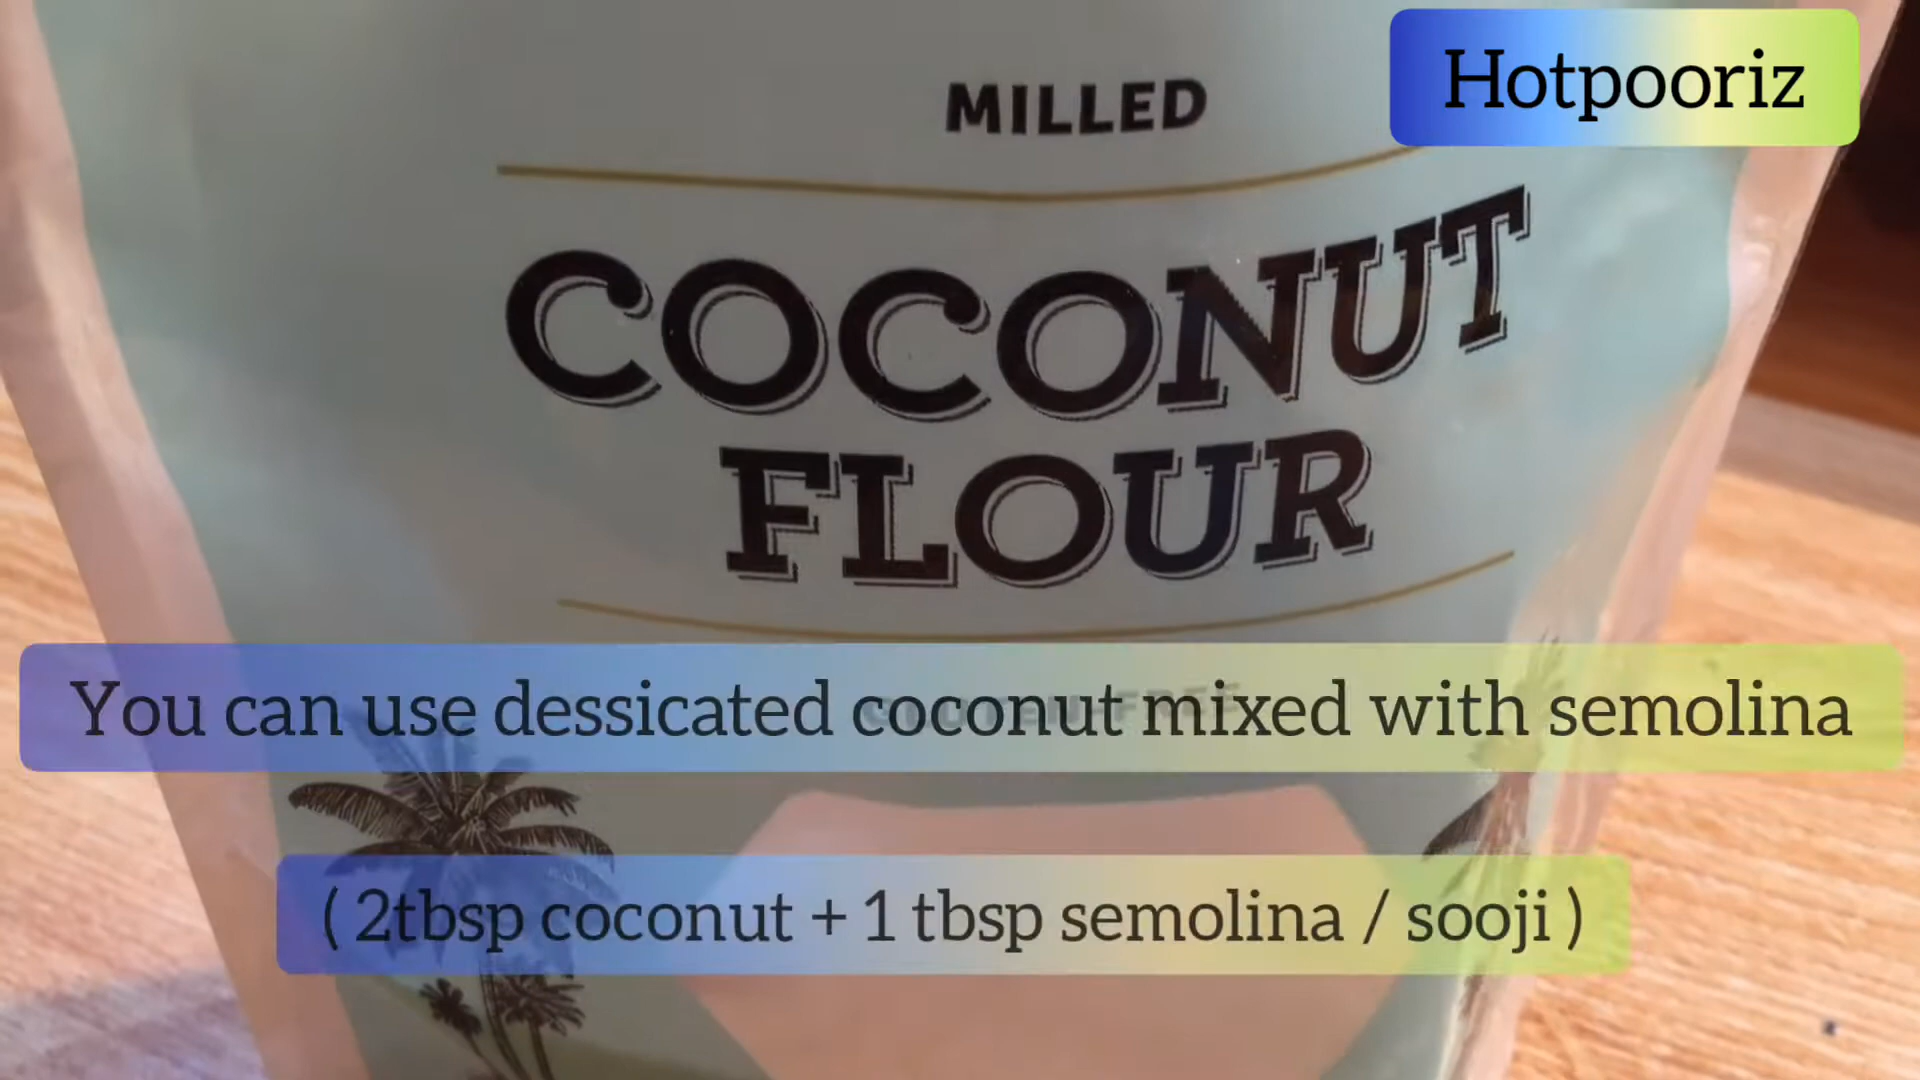 Hotpooriz
MILLED
COCONUT
FLOUR
You can use dessicated coconut mixed with semolina
( 2tbsp coconut + 1 tbsp semolina / sooji )